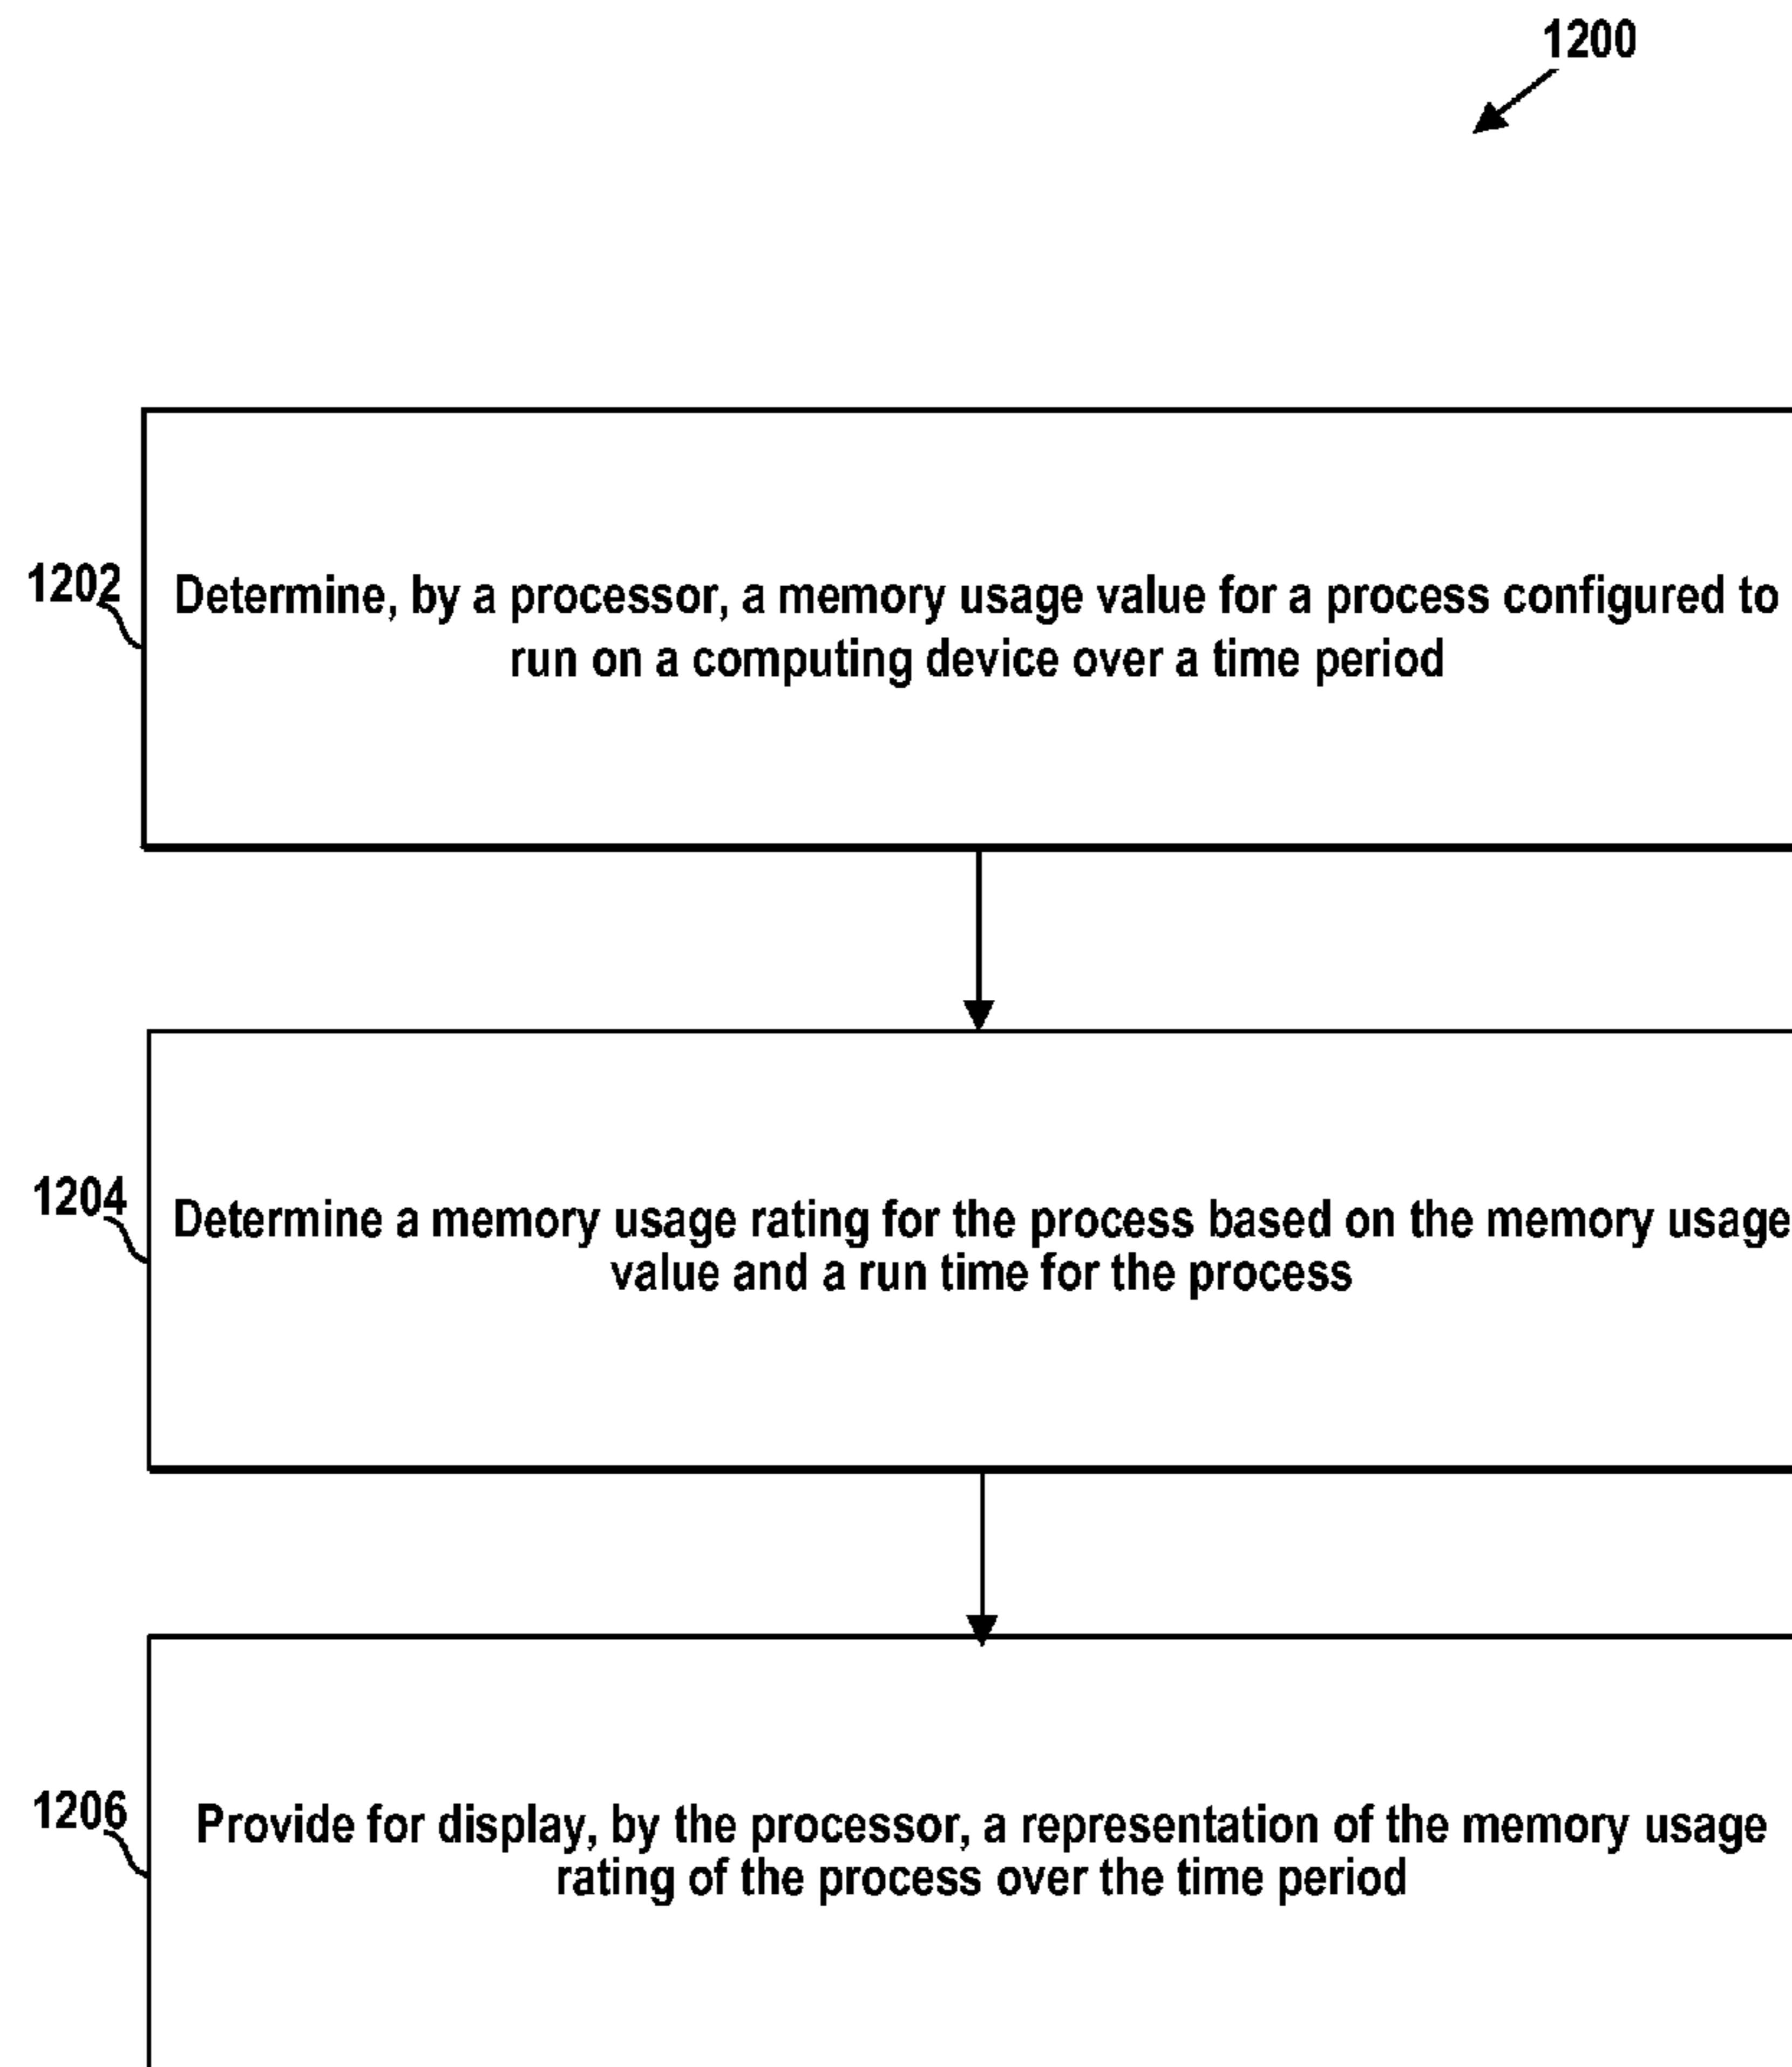 1200
1202
Determine, by a processor, a memory usage value for a process configured to
run on a computing device over a time period
1204
Determine a memory usage rating for the process based on the memory usage
value and a run time for the process
1206
Provide for display, by the processor, a representation of the memory usage
rating of the process over the time period